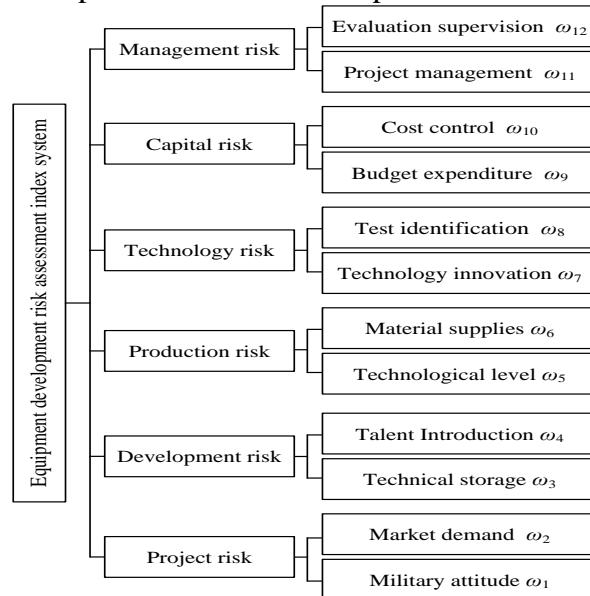 Equipment development risk assessment index system
Management risk
Evaluation supervision ω12
Project management ω11
Capital risk
Cost control ω10
Budget expenditure ω9
Technology risk
Test identification ω8
Technology innovation ω7
Production risk
Material supplies ω6
Technological level ω5
Development risk
Talent Introduction ω4
Technical storage ω3
Project risk
Market demand ω2
Military attitude ω1